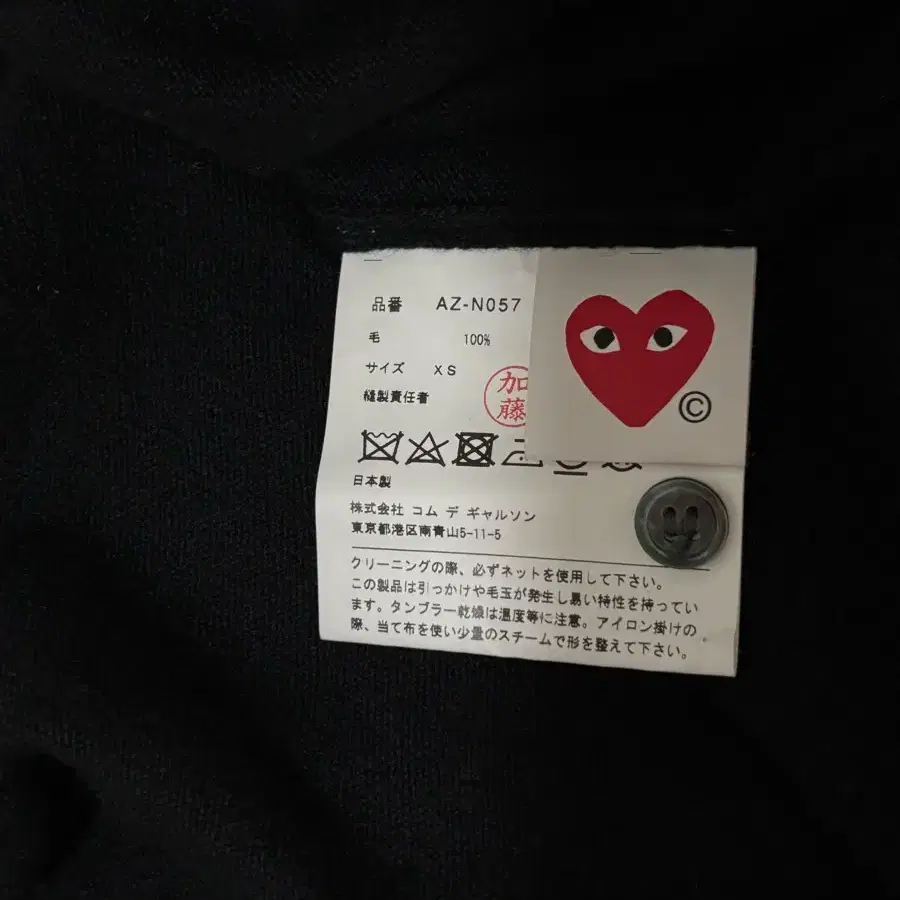 品番 AZ-N057
毛 100%
サイズ XS
縫製責任者 加藤
日本製
株式会社 コム デ ギャルソン
東京都港区南青山5-11-5
クリーニングの際、必ずネットを使用して下さい。
この製品は引っかけや毛玉が発生し易い特性を持ってい
ます。タンブラー乾燥は温度等に注意。アイロン掛けの
際、当て布を使い少量のスチームで形を整えて下さい。
©